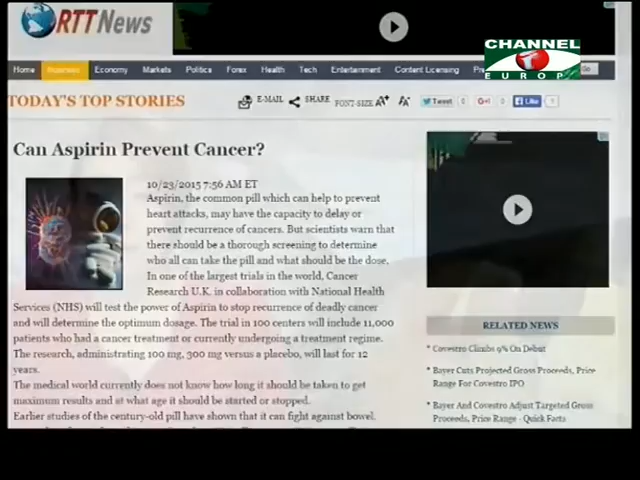 RTT News
CHANNEL
i
EUROPE
Home Business Economy Markets Politics Forex Health Tech Entertainment Content Licensing
TODAY'S TOP STORIES
E-MAIL SHARE FONT-SIZE A+ A- Tweet 0 G+1 0 Like 1
Can Aspirin Prevent Cancer?
10/23/2015 7:56 AM ET
Aspirin, the common pill which can help to prevent
heart attacks, may have the capacity to delay or
prevent recurrence of cancers. But scientists warn that
there should be a thorough screening to determine
who all can take the pill and what should be the dose.
In one of the largest trials in the world, Cancer
Research U.K. in collaboration with National Health
Services (NHS) will test the power of Aspirin to stop recurrence of deadly cancer
and will determine the optimum dosage. The trial in 100 centers will include 11,000
patients who had a cancer treatment or currently undergoing a treatment regime.
The research, administrating 100 mg, 300 mg versus a placebo, will last for 12
years.
The medical world currently does not know how long it should be taken to get
maximum results and at what age it should be started or stopped.
Earlier studies of the century-old pill have shown that it can fight against bowel,
RELATED NEWS
Covestro Climbs 9% On Debut
Bayer Cuts Projected Gross Proceeds, Price
Range For Covestro IPO
Bayer And Covestro Adjust Targeted Gross
Proceeds, Price Range - Quick Facts